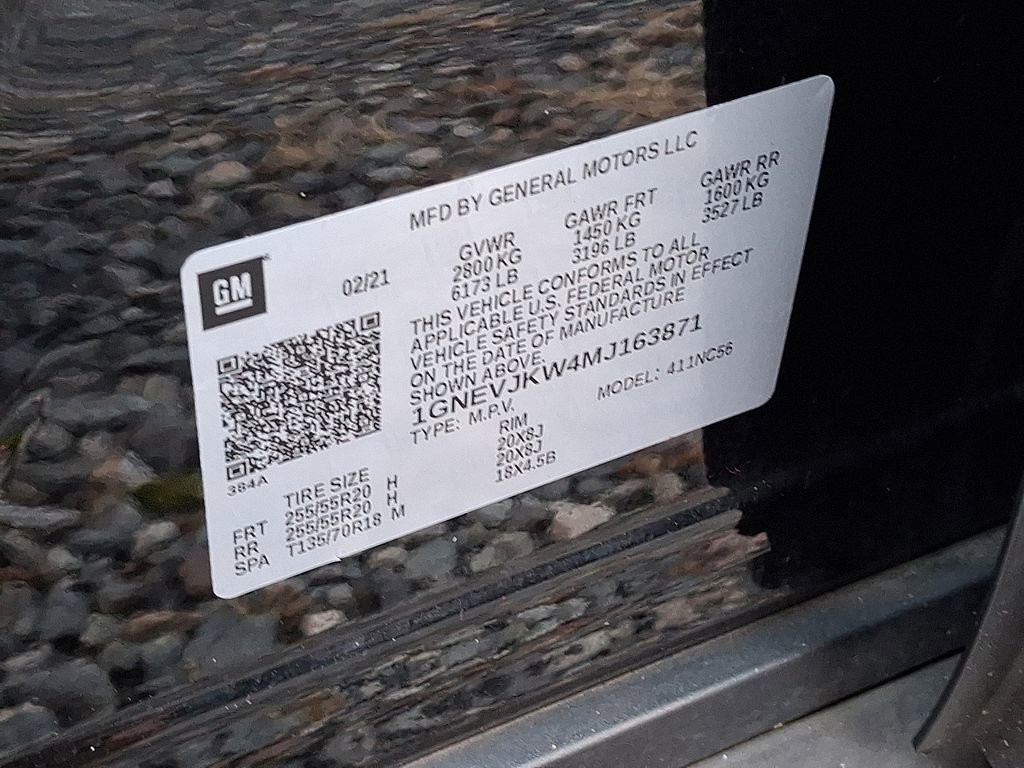 MFD BY GENERAL MOTORS LLC
GM
02/21
GVWR GAWR FRT GAWR RR
2800 KG 1450 KG 1600 KG
6173 LB 3196 LB 3527 LB
THIS VEHICLE CONFORMS TO ALL
APPLICABLE U.S. FEDERAL MOTOR
VEHICLE SAFETY STANDARDS IN EFFECT
ON THE DATE OF MANUFACTURE
SHOWN ABOVE.
1GNEVJKW4MJ163871
TYPE: M.P.V. MODEL: 411NC56
384A
TIRE SIZE RIM
FRT 255/55R20 H 20X8J
RR 255/55R20 H 20X8J
SPA T135/70R18 M 18X4.5B